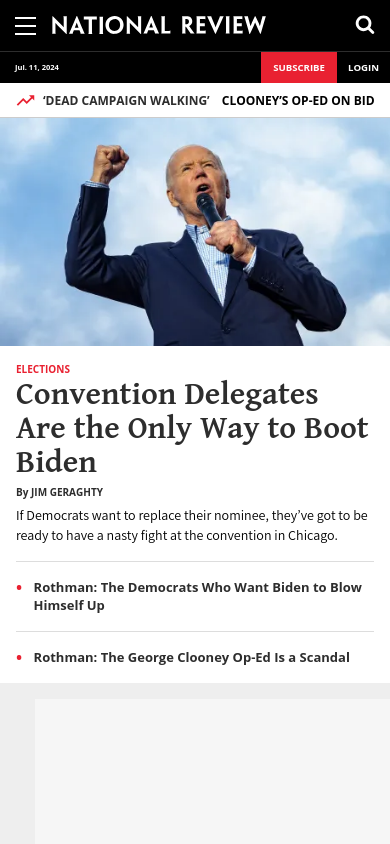 NATIONAL REVIEW
Jul. 11, 2024
SUBSCRIBE
LOGIN
‘DEAD CAMPAIGN WALKING’ CLOONEY’S OP-ED ON BID
ELECTIONS
Convention Delegates
Are the Only Way to Boot
Biden
By JIM GERAGHTY
If Democrats want to replace their nominee, they’ve got to be
ready to have a nasty fight at the convention in Chicago.
Rothman: The Democrats Who Want Biden to Blow
Himself Up
Rothman: The George Clooney Op-Ed Is a Scandal